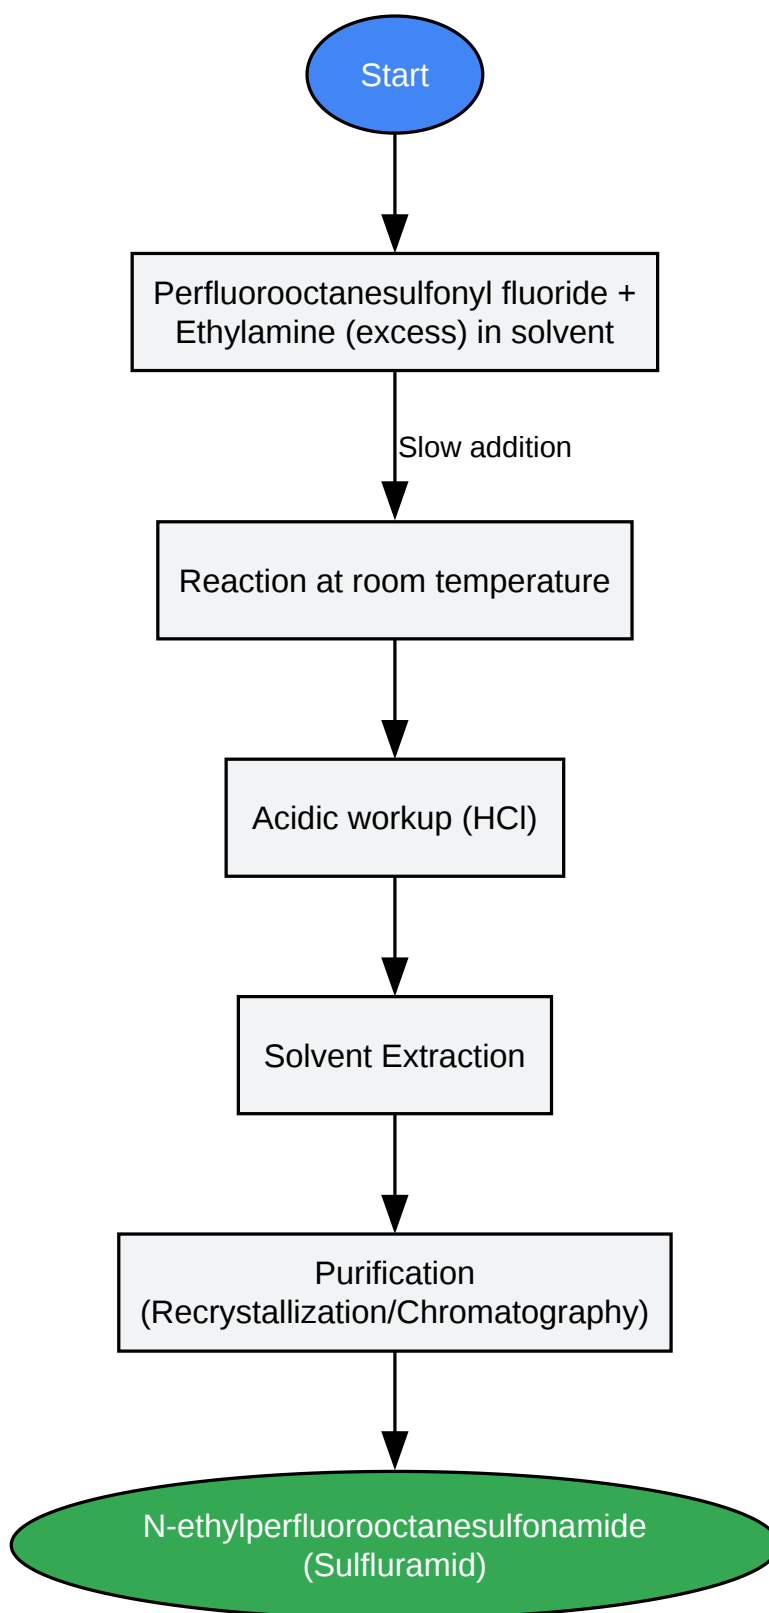 Start
Perfluorooctanesulfonyl fluoride +
Ethylamine (excess) in solvent
Slow addition
Reaction at room temperature
Acidic workup (HCl)
Solvent Extraction
Purification
(Recrystallization/Chromatography)
N-ethylperfluorooctanesulfonamide
(Sulfluramid)